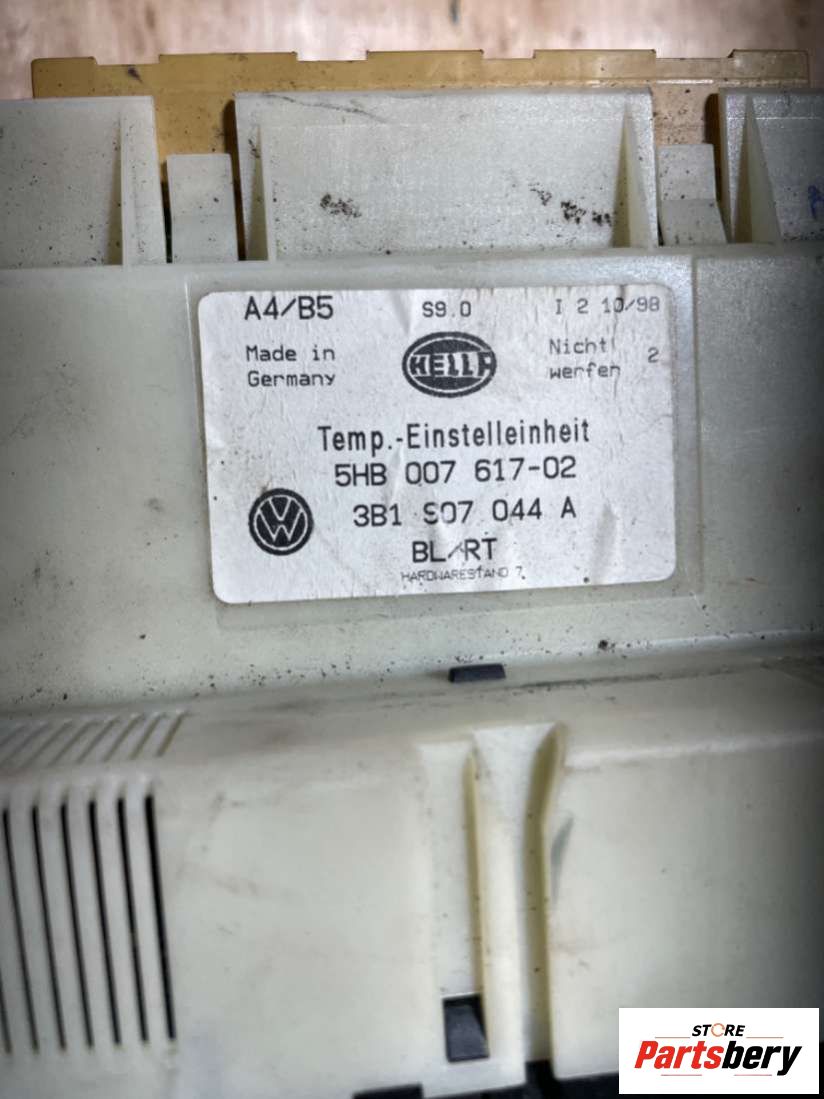 A4/B5 S9.0 I 2 10/98
Made in
Germany
HELLA
Nicht
werfen 2
Temp.-Einstelleinheit
5HB 007 617-02
3B1 907 044 A
BL/RT
HARDWARESTAND 7
STORE
Partsbery